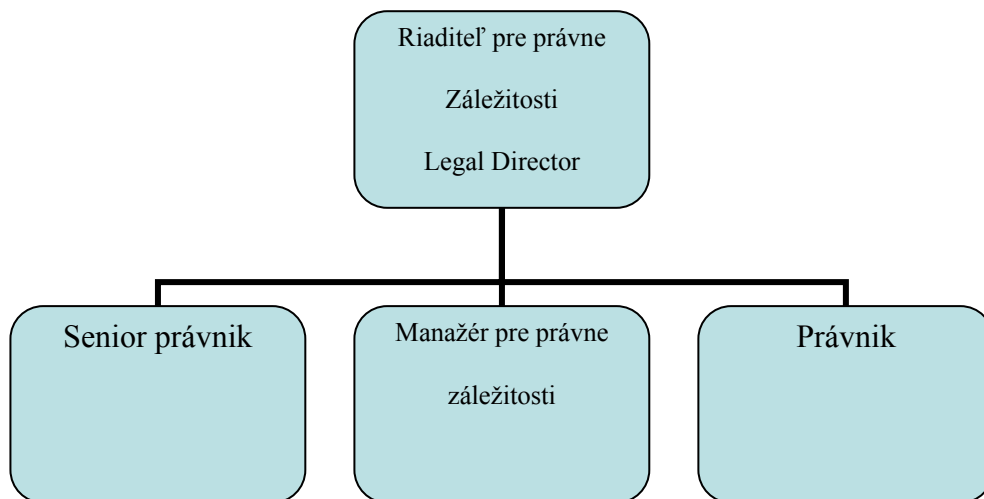 Riaditeľ pre právne
Záležitosti
Legal Director
Senior právnik
Manažér pre právne
záležitosti
Právnik